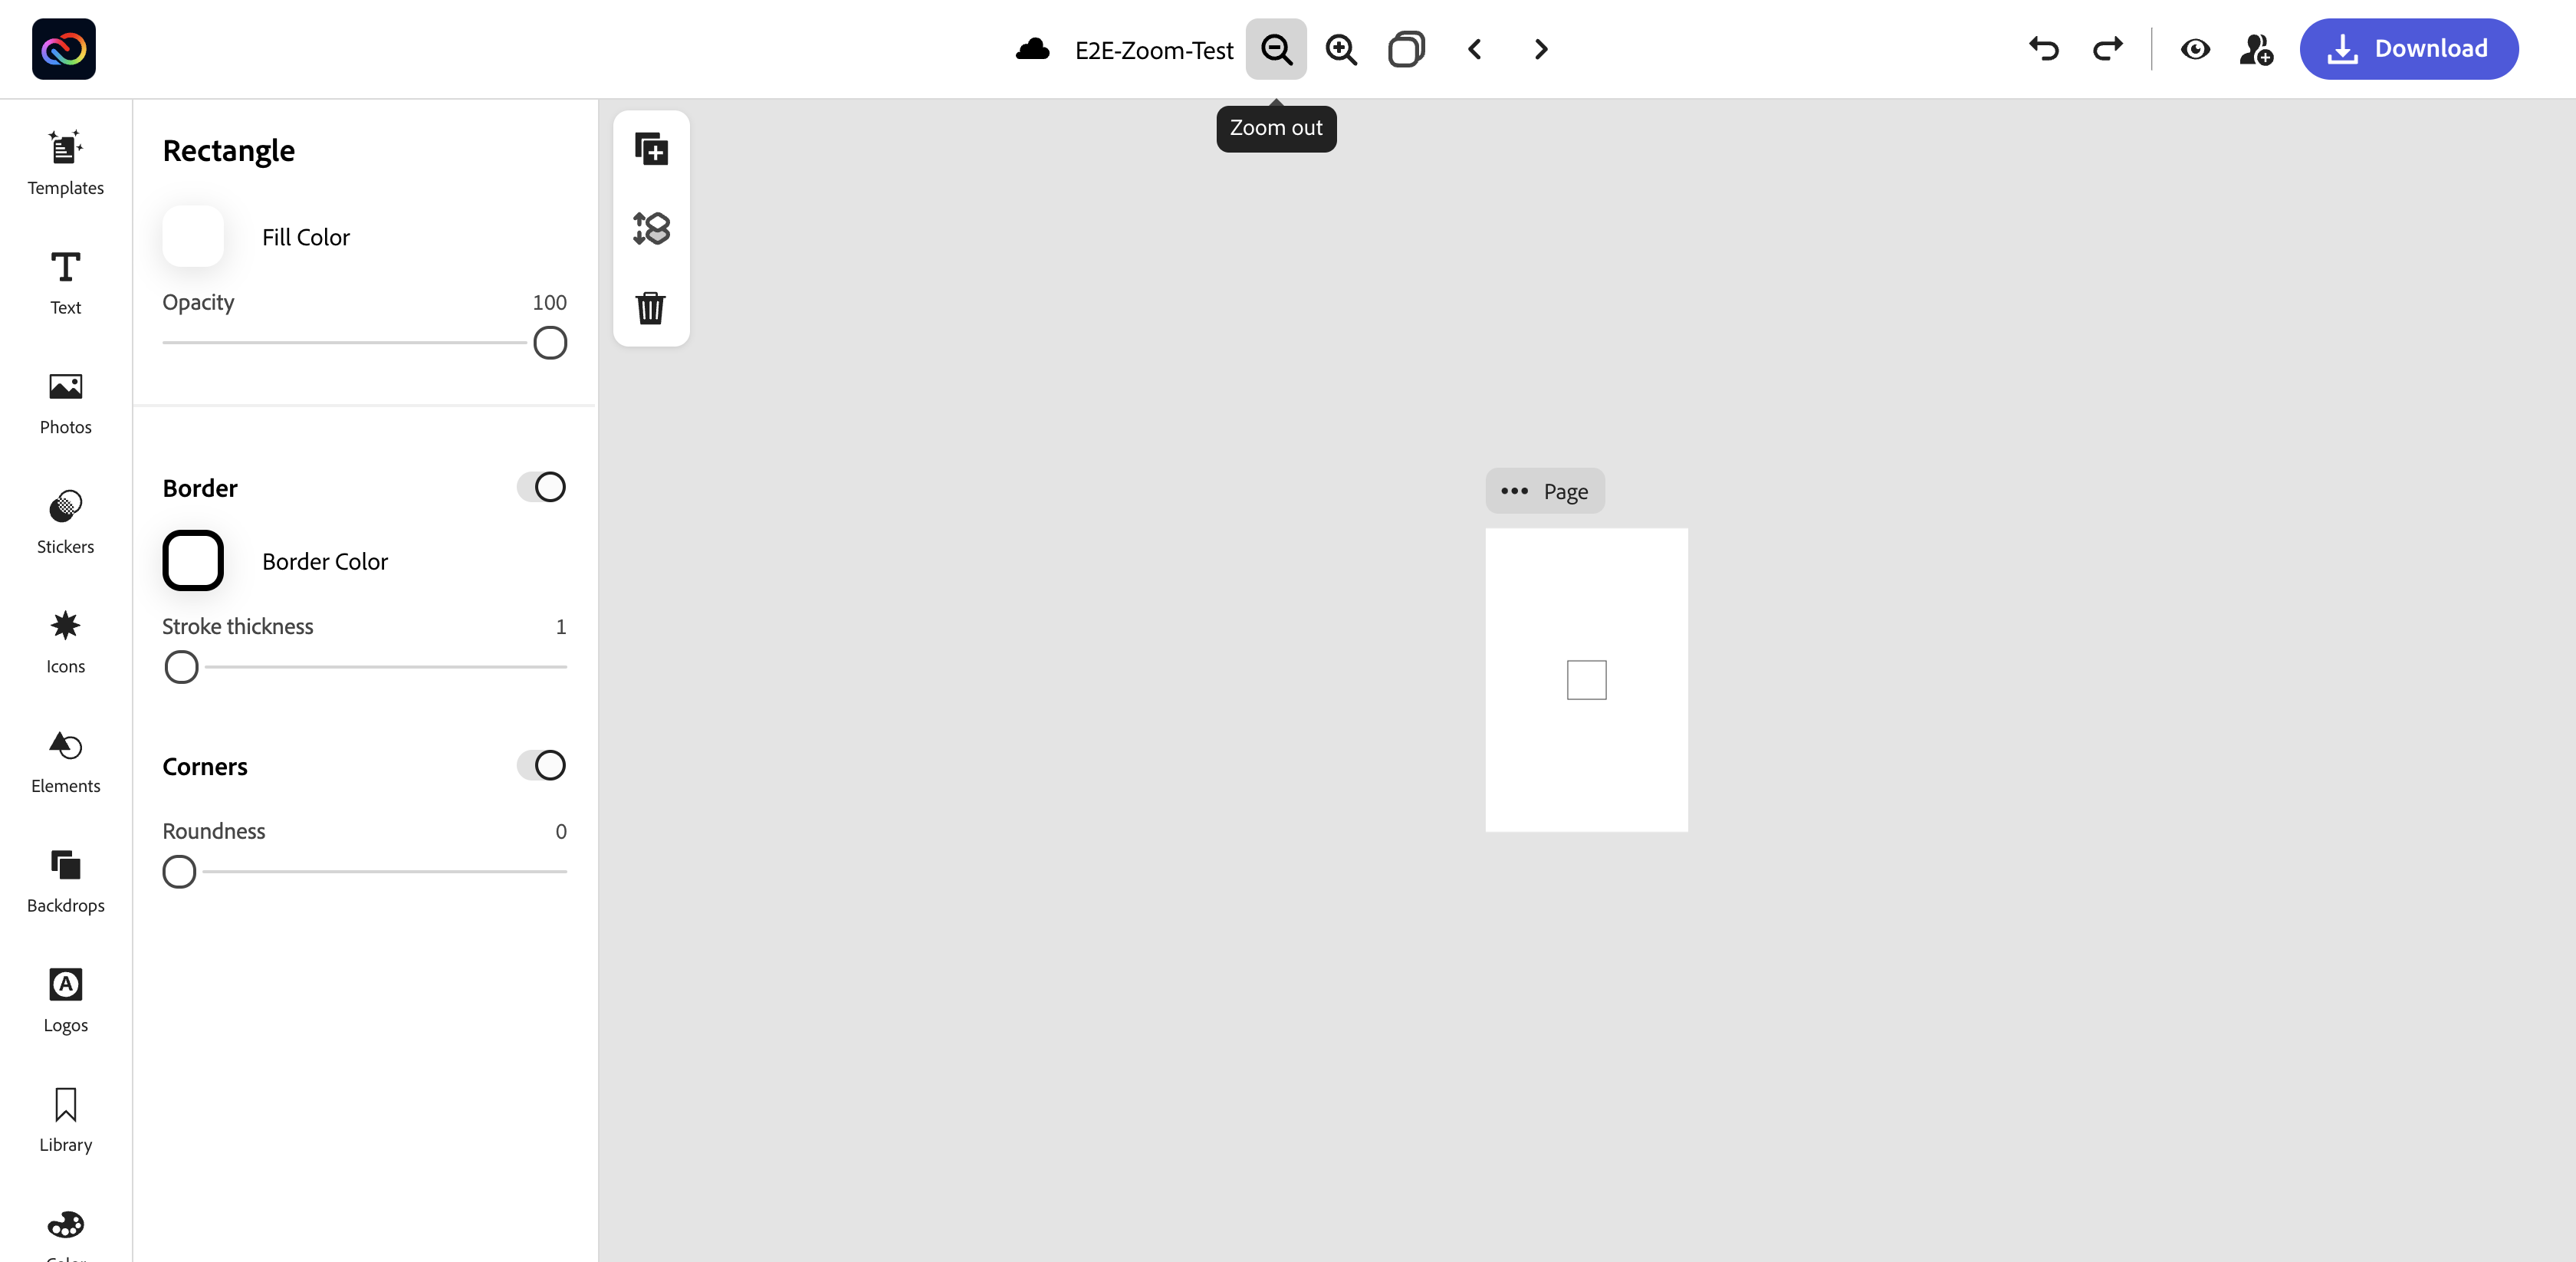 E2E-Zoom-Test
Download
Zoom out
Templates
Text
Photos
Stickers
Icons
Elements
Backdrops
Logos
Library
Rectangle
Fill Color
Opacity 100
Border
Border Color
Stroke thickness 1
Corners
Roundness 0
Page